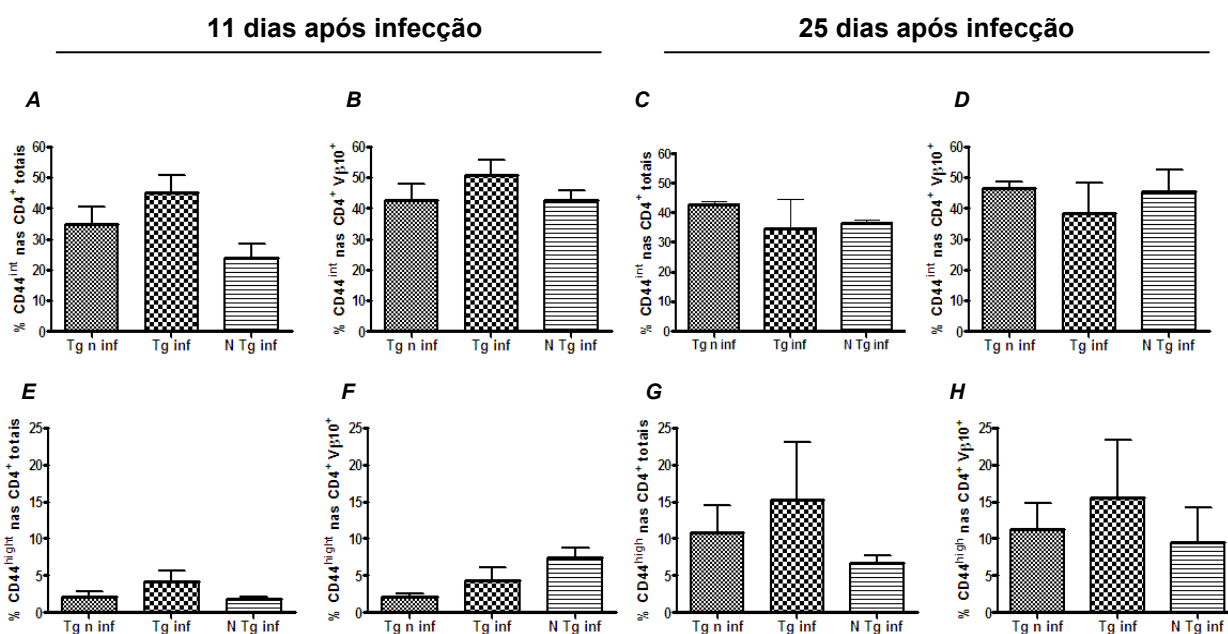 11 dias após infecção
25 dias após infecção
A
B
C
D
% CD44int nas CD4+ totais
60
50
40
30
20
10
0
Tg n inf
Tg inf
N Tg inf
% CD44int nas CD4+ Vβ10+
60
50
40
30
20
10
0
Tg n inf
Tg inf
N Tg inf
% CD44int nas CD4+ totais
60
50
40
30
20
10
0
Tg n inf
Tg inf
N Tg inf
% CD44int nas CD4+ Vβ10+
60
50
40
30
20
10
0
Tg n inf
Tg inf
N Tg inf
E
F
G
H
% CD44hight nas CD4+ totais
25
20
15
10
5
0
Tg n inf
Tg inf
N Tg inf
% CD44hight nas CD4+ Vβ10+
25
20
15
10
5
0
Tg n inf
Tg inf
N Tg inf
% CD44high nas CD4+ totais
25
20
15
10
5
0
Tg n inf
Tg inf
N Tg inf
% CD44high nas CD4+ Vβ10+
25
20
15
10
5
0
Tg n inf
Tg inf
N Tg inf